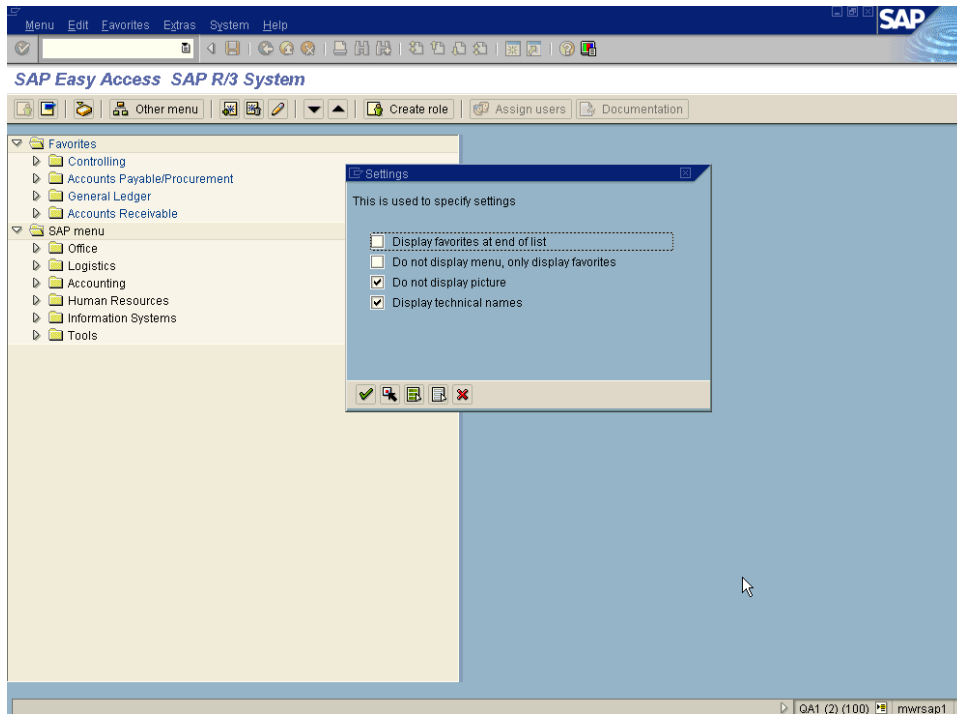 Menu Edit Favorites Extras System Help
SAP
SAP Easy Access SAP R/3 System
Other menu Create role Assign users Documentation
Favorites
Controlling
Accounts Payable/Procurement
General Ledger
Accounts Receivable
SAP menu
Office
Logistics
Accounting
Human Resources
Information Systems
Tools
Settings
This is used to specify settings
Display favorites at end of list
Do not display menu, only display favorites
Do not display picture
Display technical names
QA1 (2) (100) mwrsap1